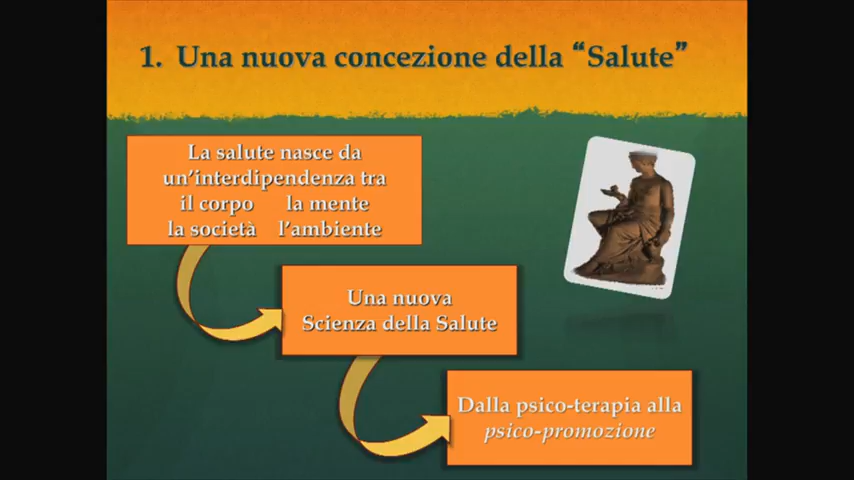 1. Una nuova concezione della “Salute”
La salute nasce da
un’interdipendenza tra
il corpo la mente
la società l’ambiente
Una nuova
Scienza della Salute
Dalla psico-terapia alla
psico-promozione